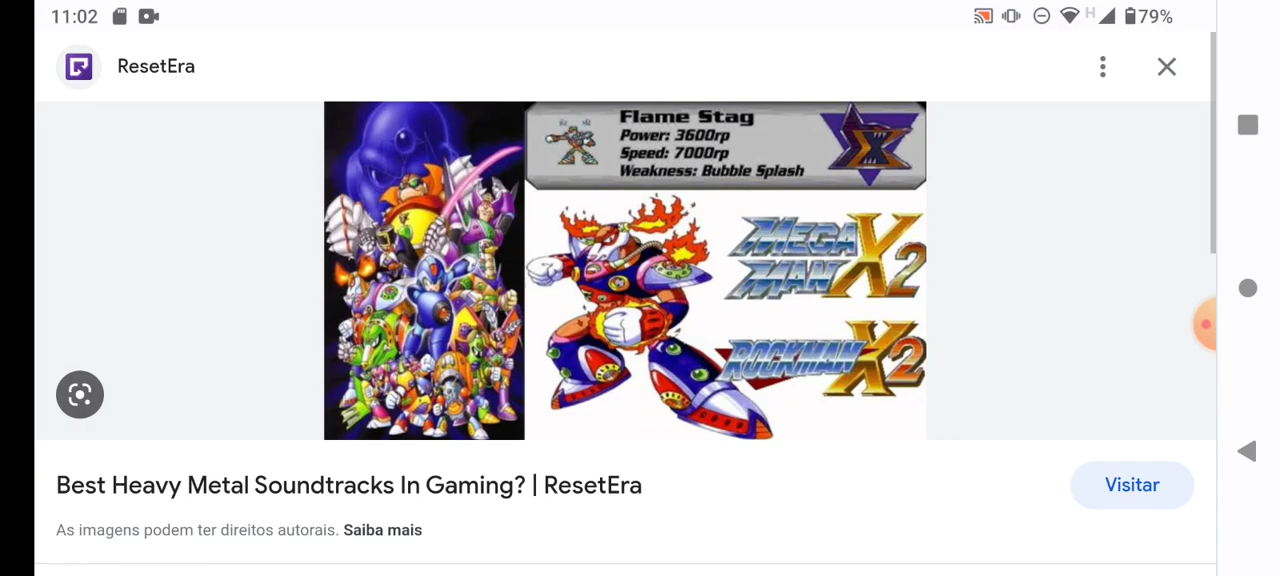 11:02
H
79%
ResetEra
Flame Stag
Power: 3600rp
Speed: 7000rp
Weakness: Bubble Splash
X
MEGA MAN X2
ROCKMAN X2
Best Heavy Metal Soundtracks In Gaming? | ResetEra
Visitar
As imagens podem ter direitos autorais. Saiba mais